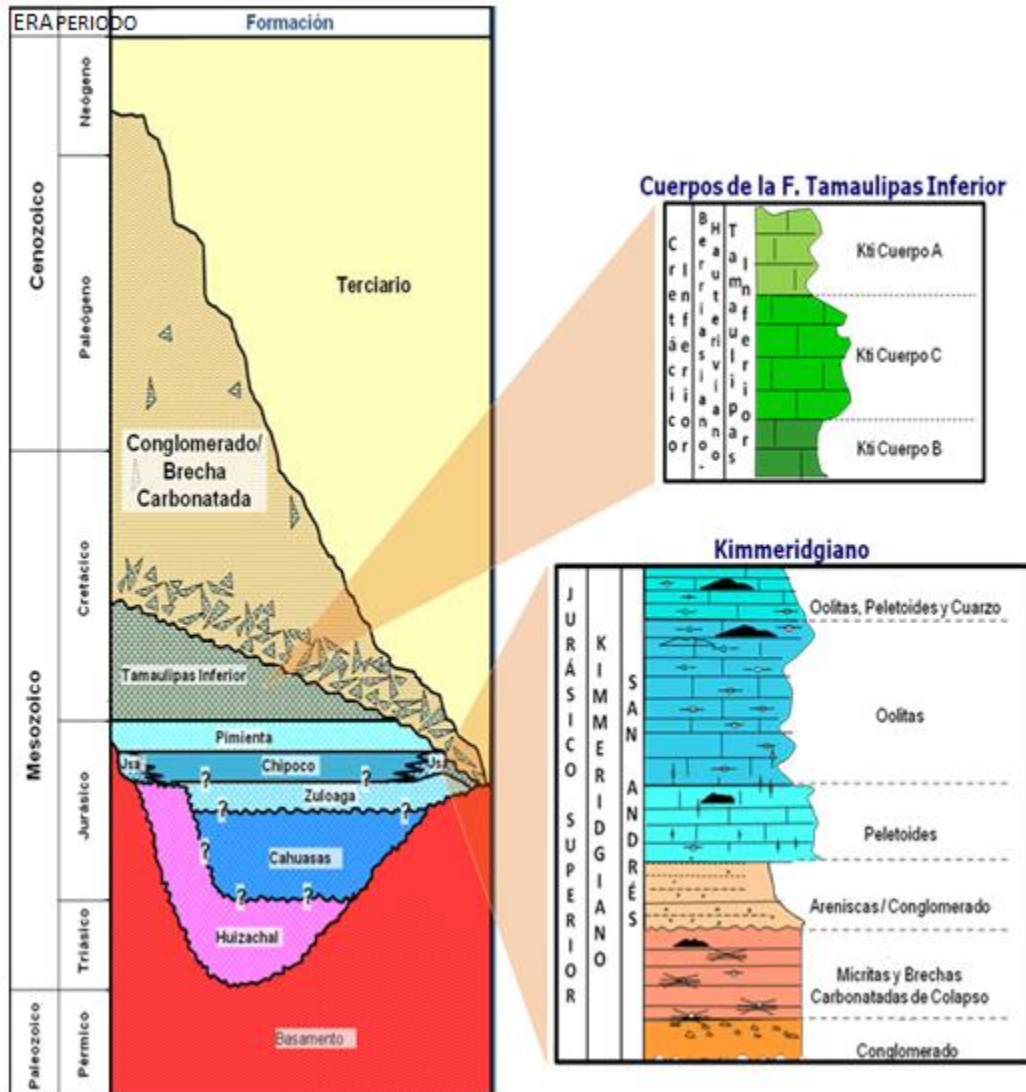 ERA PERIODO Formación
Cenozoico
Neógeno
Paleógeno
Mesozoico
Cretácico
Jurásico
Triásico
Paleozoico
Pérmico
Terciario
Conglomerado/
Brecha
Carbonatada
Tamaulipas Inferior
Pimienta
Jsa
Chipoco
Jsa
?
?
Zuloaga
?
?
?
Cahuasas
?
?
Huizachal
Basamento
Cuerpos de la F. Tamaulipas Inferior
Cretácico
Inferior
Berriasiano-
Hauteriviano
Tamaulipas
Inferior
Kti Cuerpo A
Kti Cuerpo C
Kti Cuerpo B
Kimmeridgiano
JURÁSICO SUPERIOR
KIMMERIDGIANO
SAN ANDRÉS
Oolitas, Peletoides y Cuarzo
Oolitas
Peletoides
Areniscas / Conglomerado
Micritas y Brechas
Carbonatadas de Colapso
Conglomerado